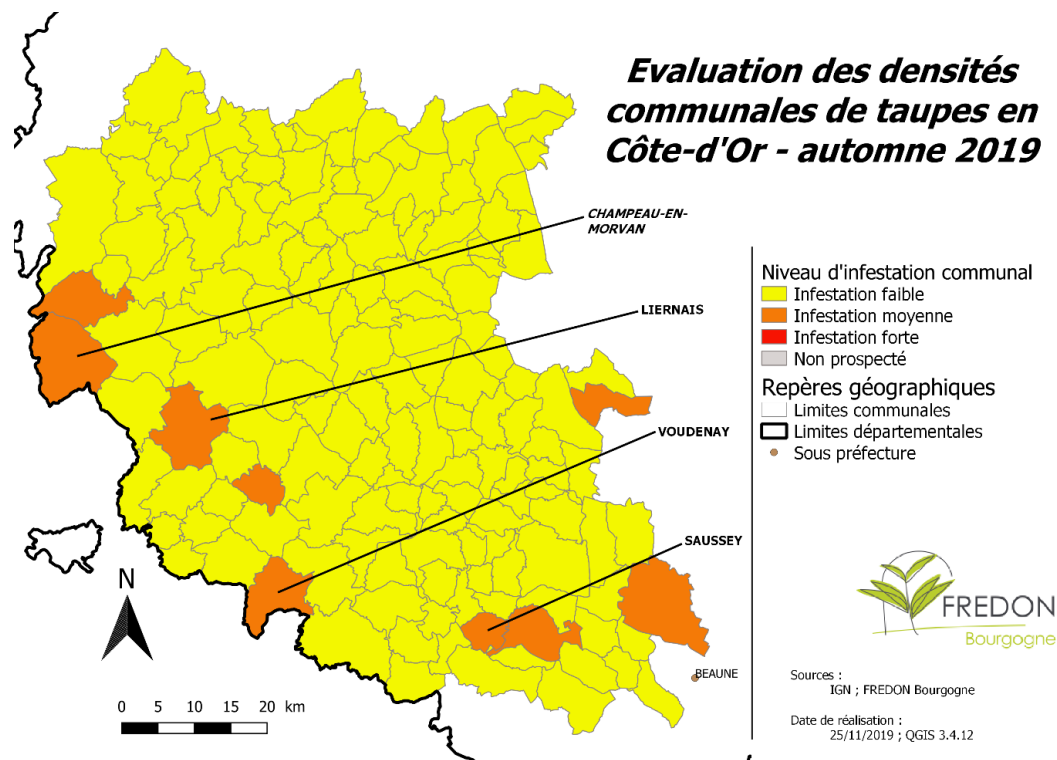 Evaluation des densités
communales de taupes en
Côte-d'Or - automne 2019
CHAMPEAU-EN-
MORVAN
LIERNAIS
VOUDENAY
SAUSSEY
BEAUNE
N
0 5 10 15 20 km
Niveau d'infestation communal
Infestation faible
Infestation moyenne
Infestation forte
Non prospecté
Repères géographiques
Limites communales
Limites départementales
Sous préfecture
FREDON
Bourgogne
Sources :
IGN ; FREDON Bourgogne
Date de réalisation :
25/11/2019 ; QGIS 3.4.12